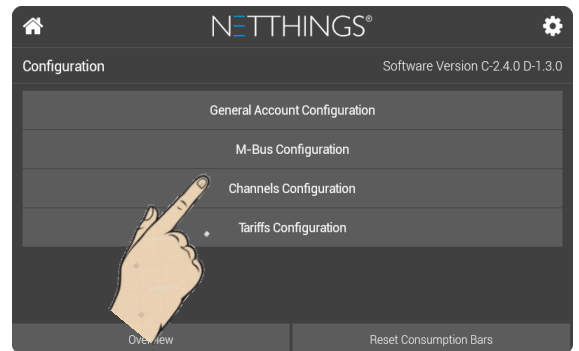 NETTHINGS®
Configuration
Software Version C-2.4.0 D-1.3.0
General Account Configuration
M-Bus Configuration
Channels Configuration
Tariffs Configuration
Overview
Reset Consumption Bars